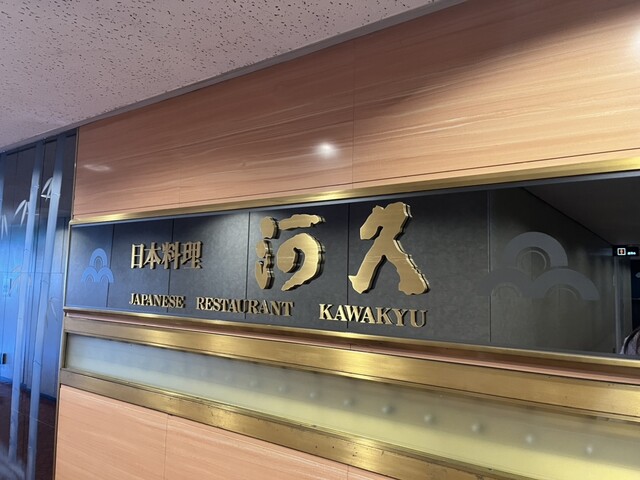 日本料理 河久
JAPANESE RESTAURANT KAWAKYU